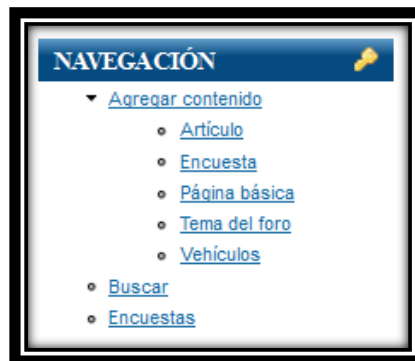 NAVEGACIÓN
Agregar contenido
Artículo
Encuesta
Página básica
Tema del foro
Vehículos
Buscar
Encuestas